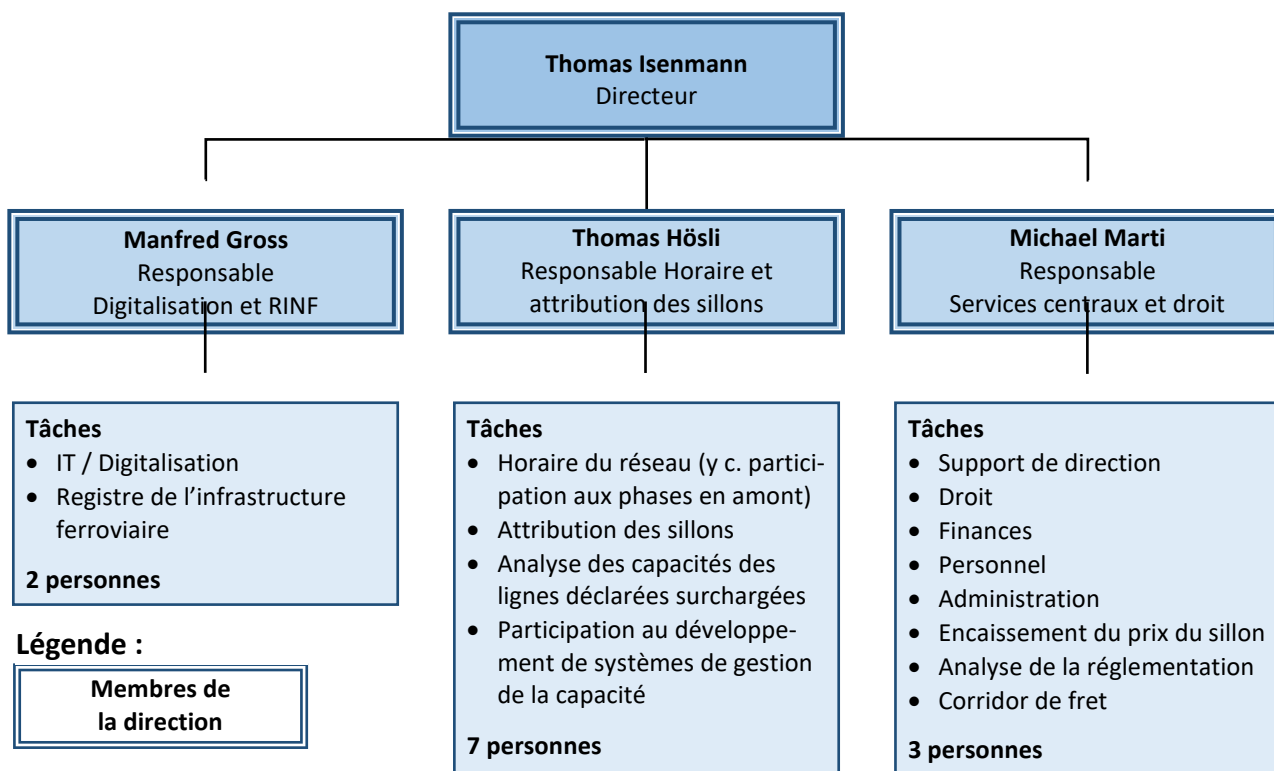 Thomas Isenmann
Directeur
Manfred Gross
Responsable
Digitalisation et RINF
Thomas Hösli
Responsable Horaire et
attribution des sillons
Michael Marti
Responsable
Services centraux et droit
Tâches
• IT / Digitalisation
• Registre de l’infrastructure
ferroviaire
2 personnes
Tâches
• Horaire du réseau (y c. partici-
pation aux phases en amont)
• Attribution des sillons
• Analyse des capacités des
lignes déclarées surchargées
• Participation au développe-
ment de systèmes de gestion
de la capacité
7 personnes
Tâches
• Support de direction
• Droit
• Finances
• Personnel
• Administration
• Encaissement du prix du sillon
• Analyse de la réglementation
• Corridor de fret
3 personnes
Légende :
Membres de
la direction